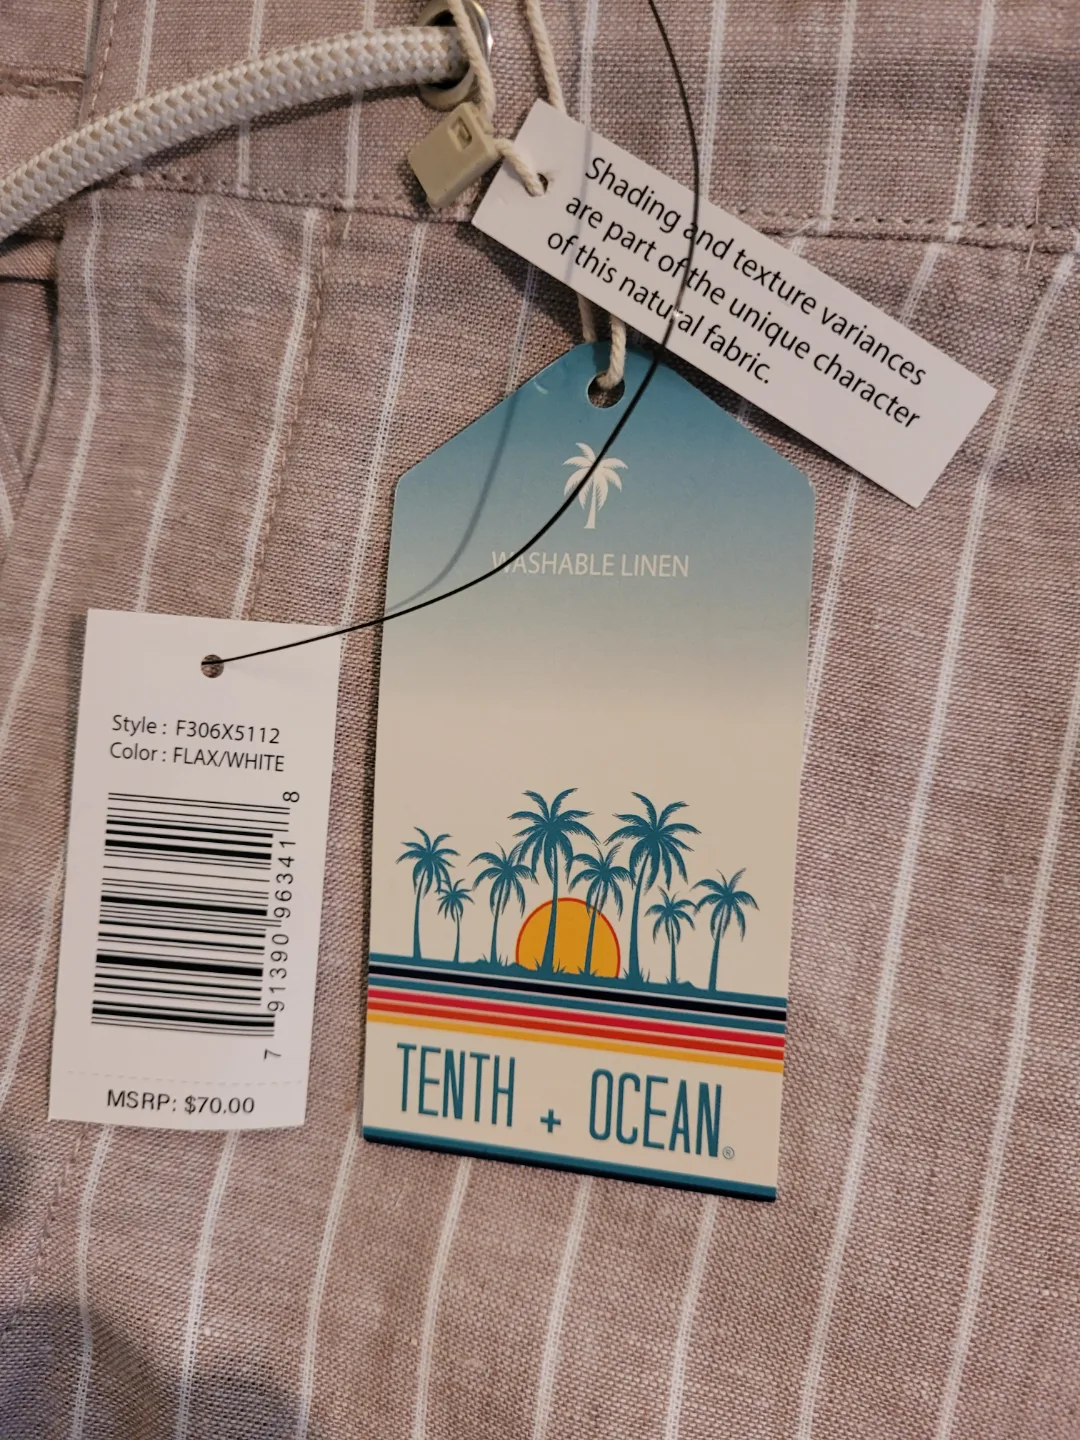 Shading and texture variances
are part of the unique character
of this natural fabric.
WASHABLE LINEN
TENTH + OCEAN®
Style : F306X5112
Color : FLAX/WHITE
7 91390 96341 8
MSRP: $70.00